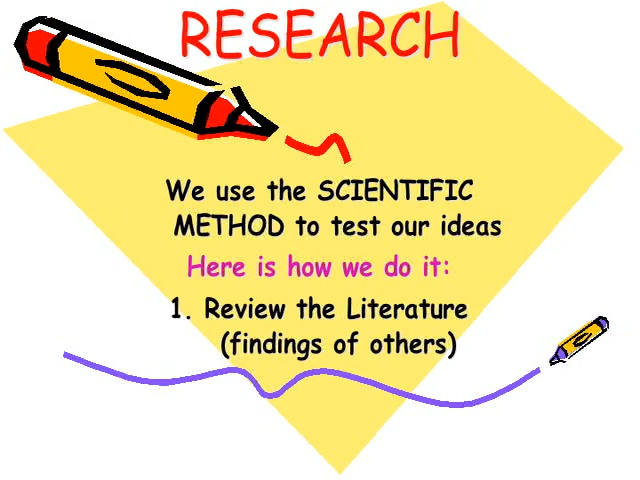 RESEARCH
We use the SCIENTIFIC
METHOD to test our ideas
Here is how we do it:
1. Review the Literature
(findings of others)